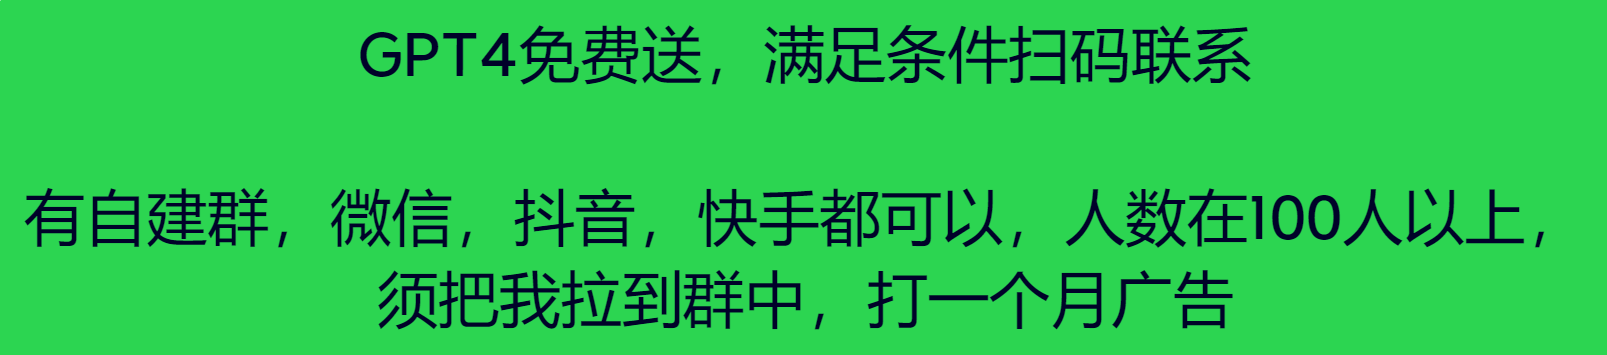 GPT4免费送，满足条件扫码联系
有自建群，微信，抖音，快手都可以，人数在100人以上，
须把我拉到群中，打一个月广告